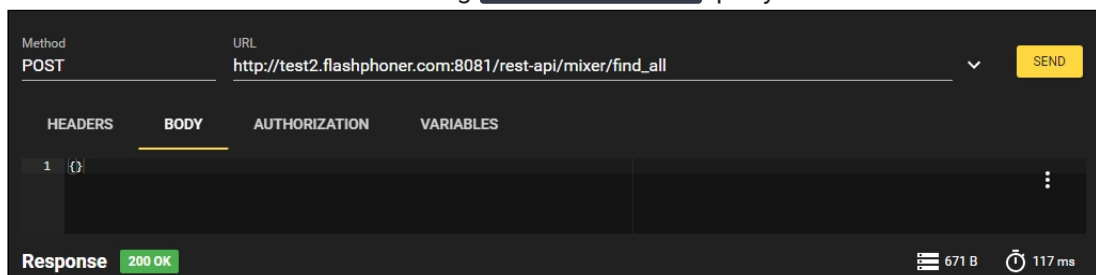 Method
URL
POST
http://test2.flashphoner.com:8081/rest-api/mixer/find_all
SEND
HEADERS BODY AUTHORIZATION VARIABLES
1 {}
Response 200 OK 671 B 117 ms